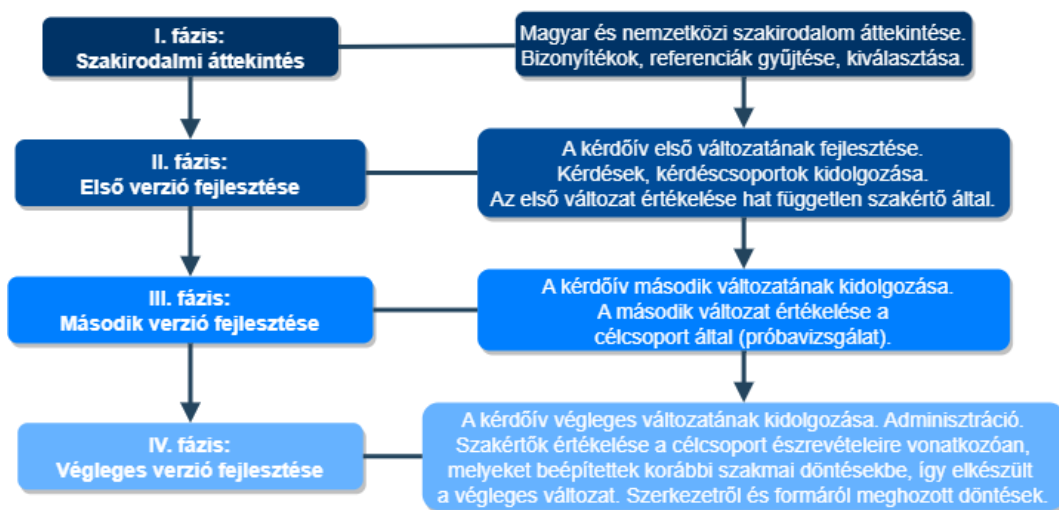 I. fázis:
Szakirodalmi áttekintés
Magyar és nemzetközi szakirodalom áttekintése.
Bizonyítékok, referenciák gyűjtése, kiválasztása.
II. fázis:
Első verzió fejlesztése
A kérdőív első változatának fejlesztése.
Kérdések, kérdéscsoportok kidolgozása.
Az első változat értékelése hat független szakértő által.
III. fázis:
Második verzió fejlesztése
A kérdőív második változatának kidolgozása.
A második változat értékelése a
célcsoport által (próbavizsgálat).
IV. fázis:
Végleges verzió fejlesztése
A kérdőív végleges változatának kidolgozása. Adminisztráció.
Szakértők értékelése a célcsoport észrevételeire vonatkozóan,
melyeket beépítettek korábbi szakmai döntésekbe, így elkészült
a végleges változat. Szerkezetről és formáról meghozott döntések.